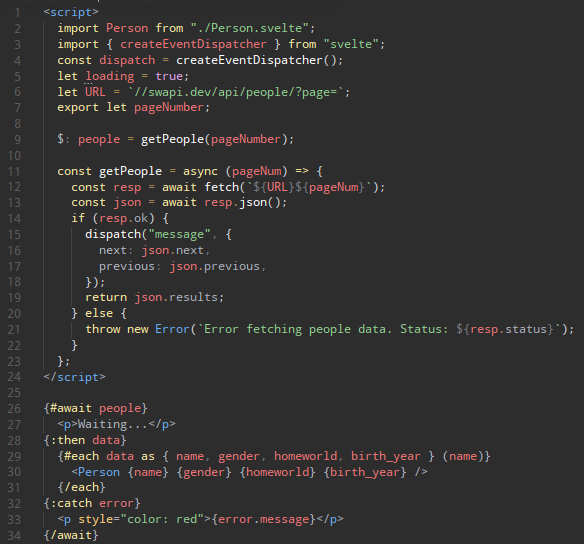 1 <script>
2 import Person from "./Person.svelte";
3 import { createEventDispatcher } from "svelte";
4 const dispatch = createEventDispatcher();
5 let loading = true;
6 let URL = `//swapi.dev/api/people/?page=`;
7 export let pageNumber;
8
9 $: people = getPeople(pageNumber);
10
11 const getPeople = async (pageNum) => {
12 const resp = await fetch(`${URL}${pageNum}`);
13 const json = await resp.json();
14 if (resp.ok) {
15 dispatch("message", {
16 next: json.next,
17 previous: json.previous,
18 });
19 return json.results;
20 } else {
21 throw new Error(`Error fetching people data. Status: ${resp.status}`);
22 }
23 };
24 </script>
25
26 {#await people}
27 <p>Waiting...</p>
28 {:then data}
29 {#each data as { name, gender, homeworld, birth_year } (name)}
30 <Person {name} {gender} {homeworld} {birth_year} />
31 {/each}
32 {:catch error}
33 <p style="color: red">{error.message}</p>
34 {/await}